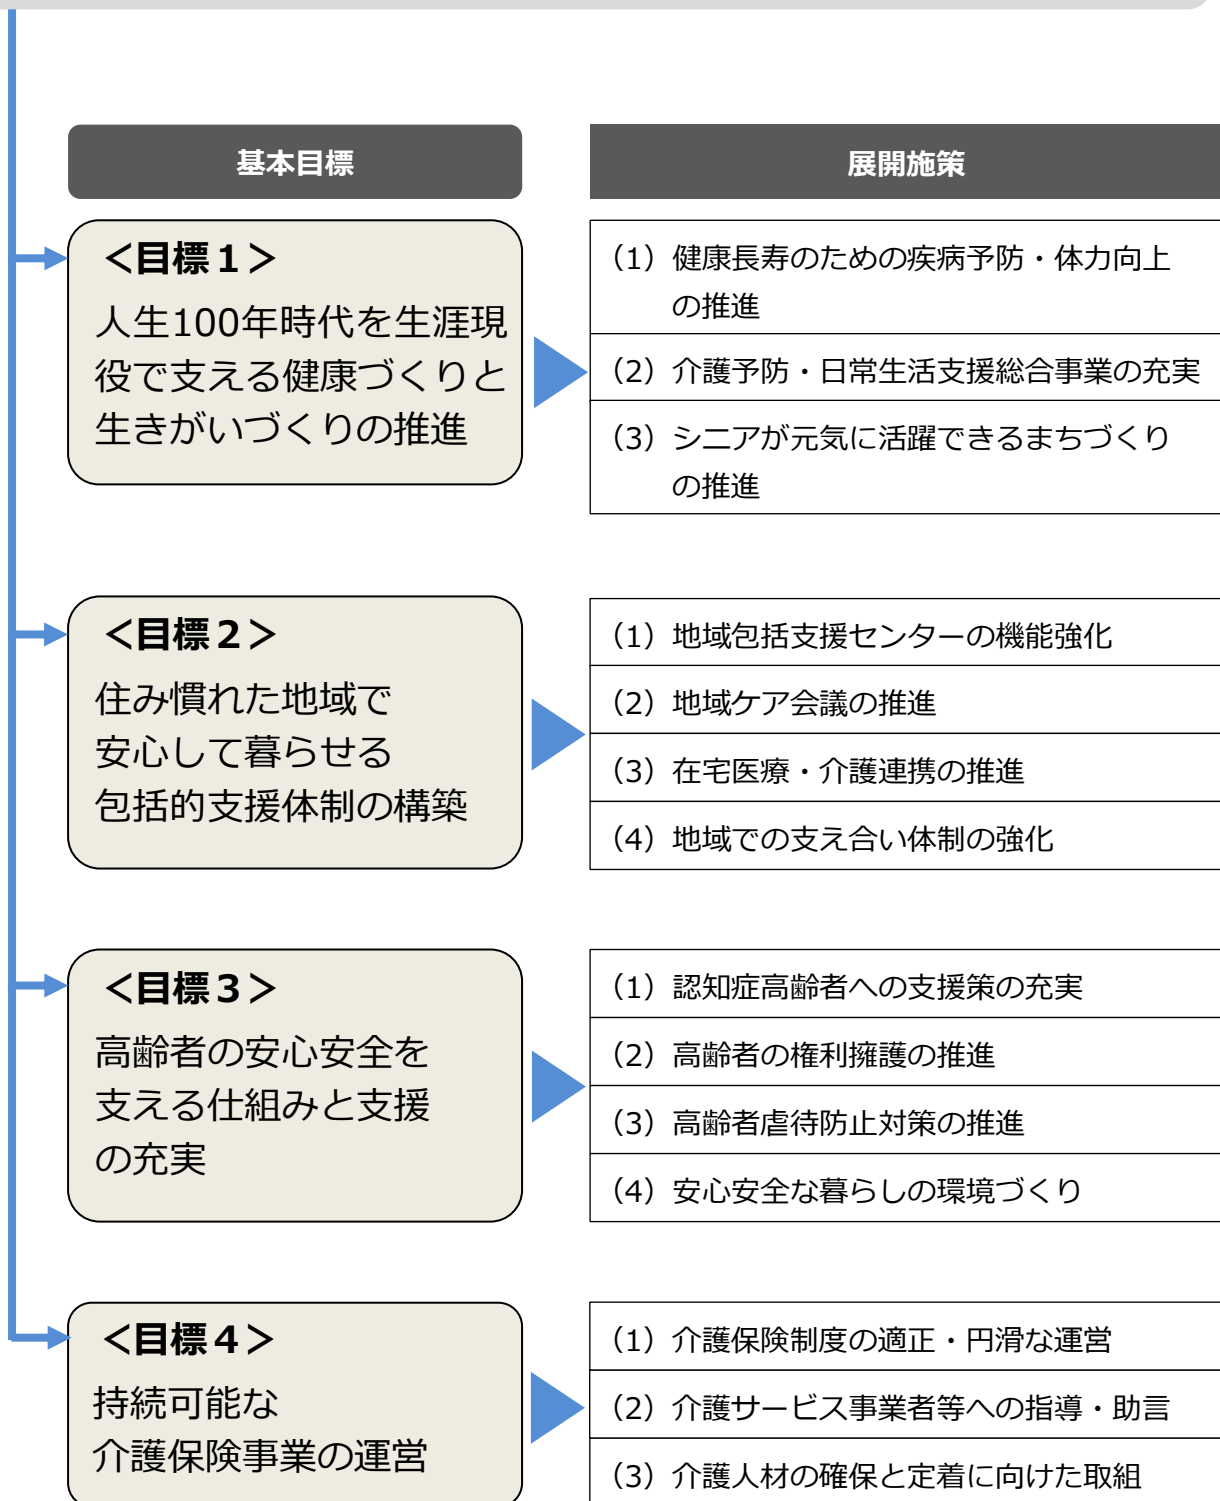 基本目標
展開施策
＜目標１＞
人生100年時代を生涯現
役で支える健康づくりと
生きがいづくりの推進
（1）健康長寿のための疾病予防・体力向上
の推進
（2）介護予防・日常生活支援総合事業の充実
（3）シニアが元気に活躍できるまちづくり
の推進
＜目標２＞
住み慣れた地域で
安心して暮らせる
包括的支援体制の構築
（1）地域包括支援センターの機能強化
（2）地域ケア会議の推進
（3）在宅医療・介護連携の推進
（4）地域での支え合い体制の強化
＜目標３＞
高齢者の安心安全を
支える仕組みと支援
の充実
（1）認知症高齢者への支援策の充実
（2）高齢者の権利擁護の推進
（3）高齢者虐待防止対策の推進
（4）安心安全な暮らしの環境づくり
＜目標４＞
持続可能な
介護保険事業の運営
（1）介護保険制度の適正・円滑な運営
（2）介護サービス事業者等への指導・助言
（3）介護人材の確保と定着に向けた取組